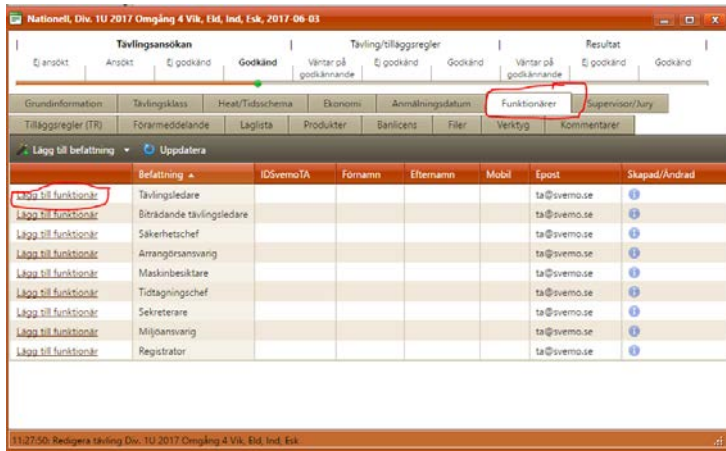 Nationell, Div. 1U 2017 Omgång 4 Vik, Eld, Ind, Esk, 2017-06-03
Tävlingsansökan Tävling/tilläggsregler Resultat
Ej ansökt Ansökt Ej godkänd Godkänd Väntar på godkännande Ej godkänd Godkänd Väntar på godkännande Ej godkänd Godkänd
Grundinformation Tävlingsklass Heat/Tidsschema Ekonomi Anmälningsdatum Funktionärer Supervisor/Jury
Tilläggsregler (TR) Förarmeddelande Laglista Produkter Banlicens Filer Verktyg Kommentarer
Lägg till befattning Uppdatera
Befattning IDSvemoTA Förnamn Efternamn Mobil Epost Skapad/Ändrad
Lägg till funktionär Tävlingsledare ta@svemo.se
Lägg till funktionär Biträdande tävlingsledare ta@svemo.se
Lägg till funktionär Säkerhetschef ta@svemo.se
Lägg till funktionär Arrangörsansvarig ta@svemo.se
Lägg till funktionär Maskinbesiktare ta@svemo.se
Lägg till funktionär Tidtagningschef ta@svemo.se
Lägg till funktionär Sekreterare ta@svemo.se
Lägg till funktionär Miljöansvarig ta@svemo.se
Lägg till funktionär Registrator ta@svemo.se
11:27:50: Redigera tävling Div. 1U 2017 Omgång 4 Vik, Eld, Ind, Esk